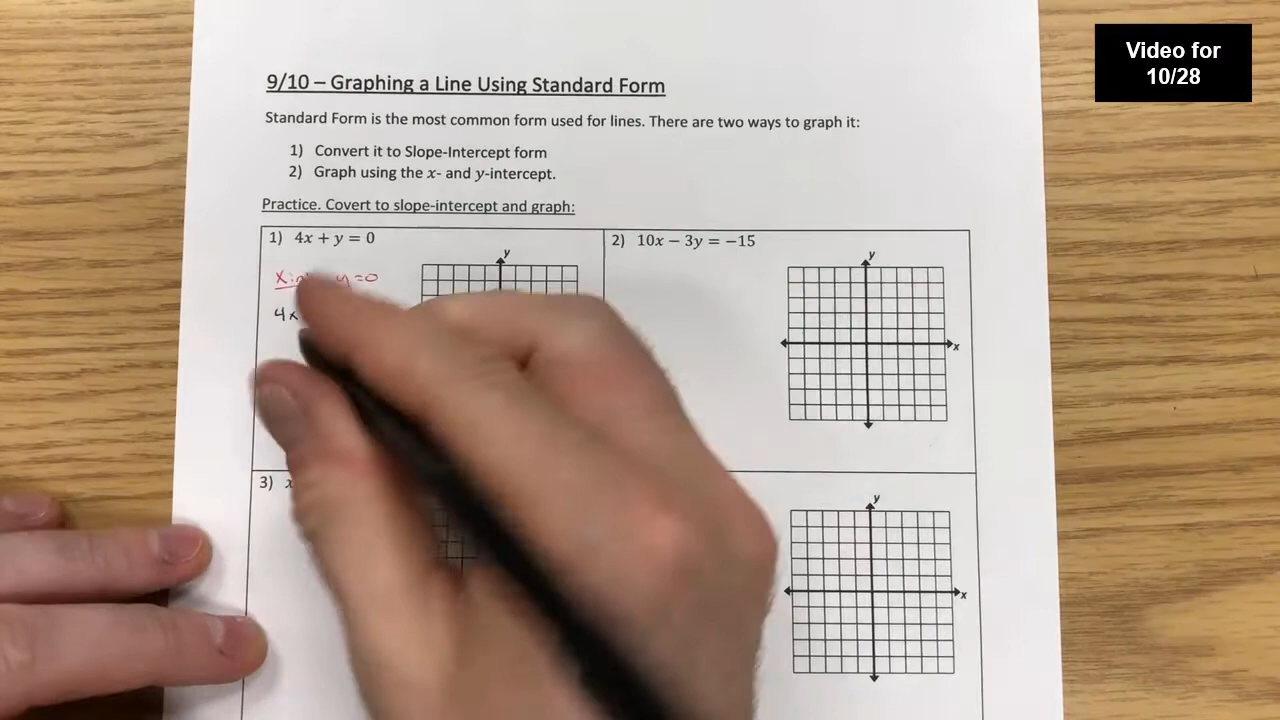 Video for
10/28
9/10 – Graphing a Line Using Standard Form
Standard Form is the most common form used for lines. There are two ways to graph it:
1) Convert it to Slope-Intercept form
2) Graph using the x- and y-intercept.
Practice. Covert to slope-intercept and graph:
1) 4x + y = 0
2) 10x − 3y = −15
y
y
y=0
4x
x
3)
y
x